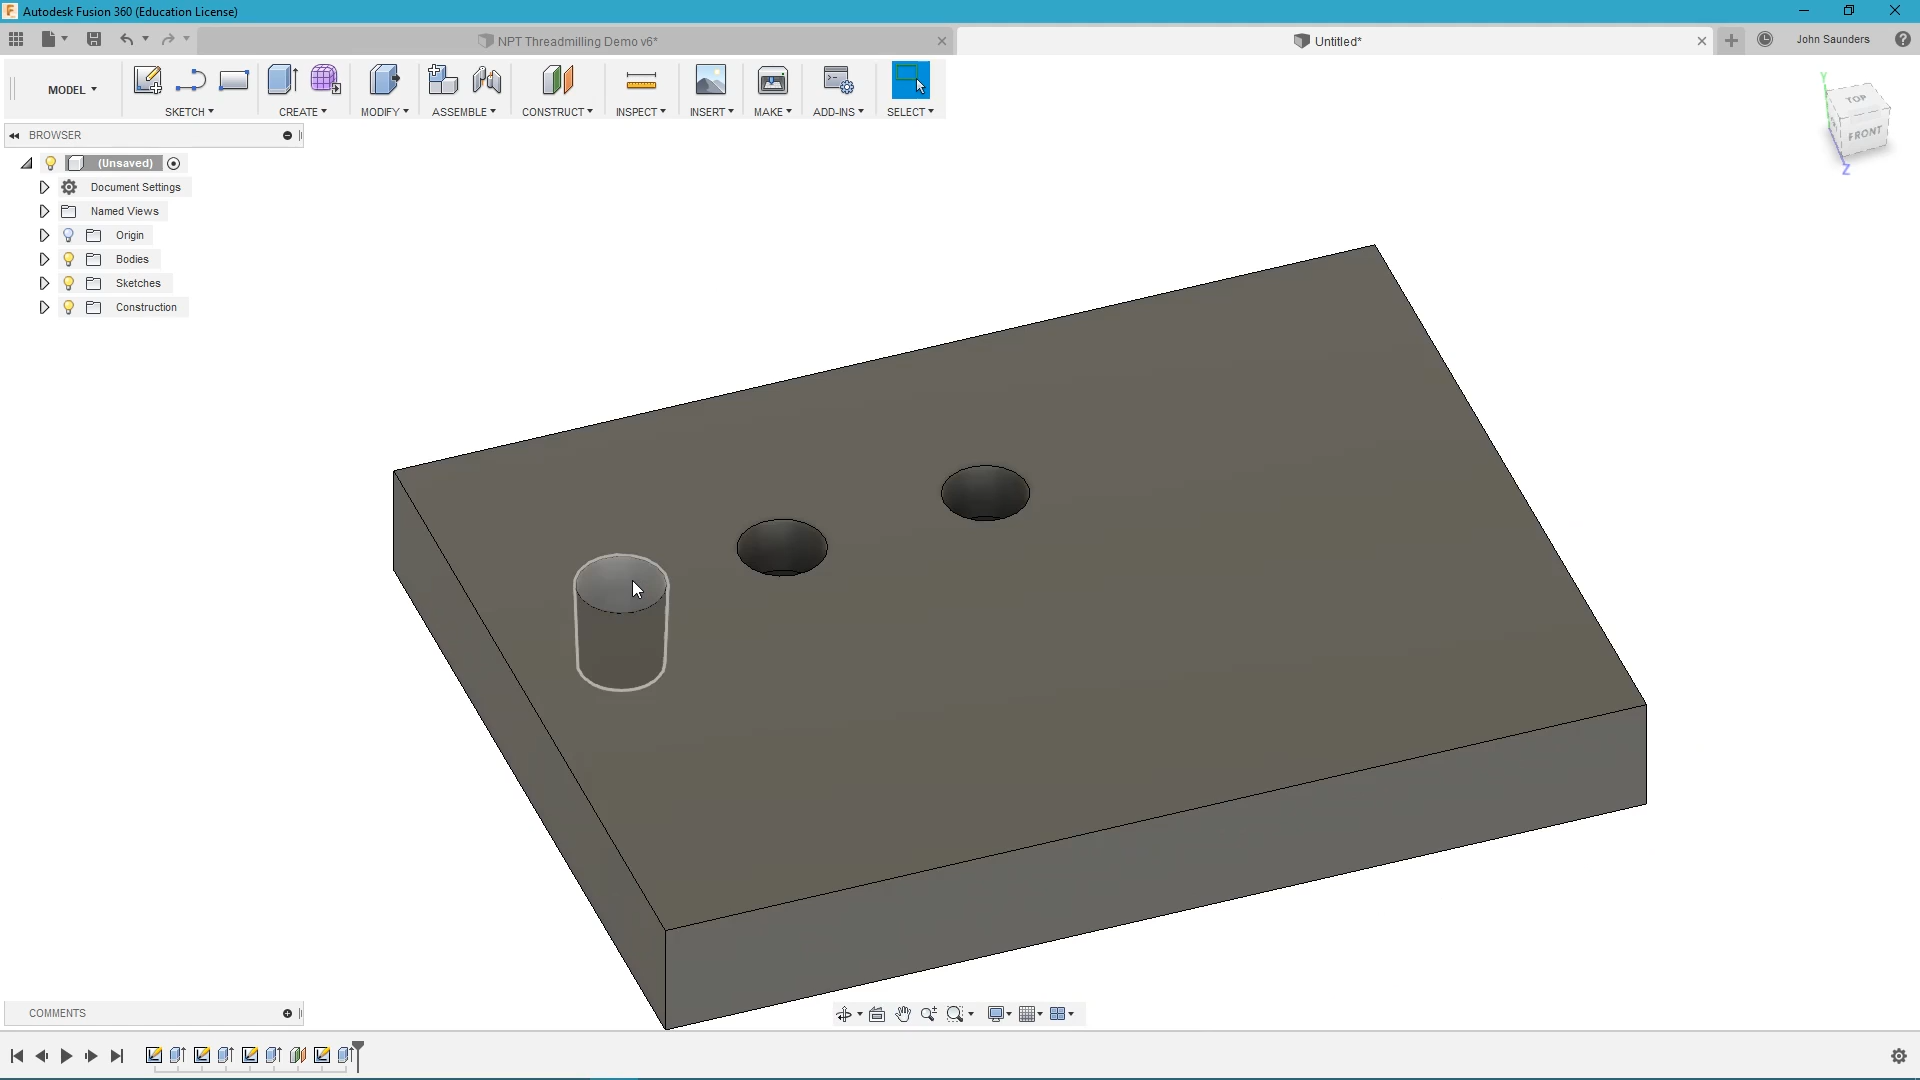 Autodesk Fusion 360 (Education License)
NPT Threadmilling Demo v6*
Untitled*
John Saunders
MODEL
SKETCH
CREATE
MODIFY
ASSEMBLE
CONSTRUCT
INSPECT
INSERT
MAKE
ADD-INS
SELECT
BROWSER
(Unsaved)
Document Settings
Named Views
Origin
Bodies
Sketches
Construction
Y
TOP
FRONT
Z
COMMENTS